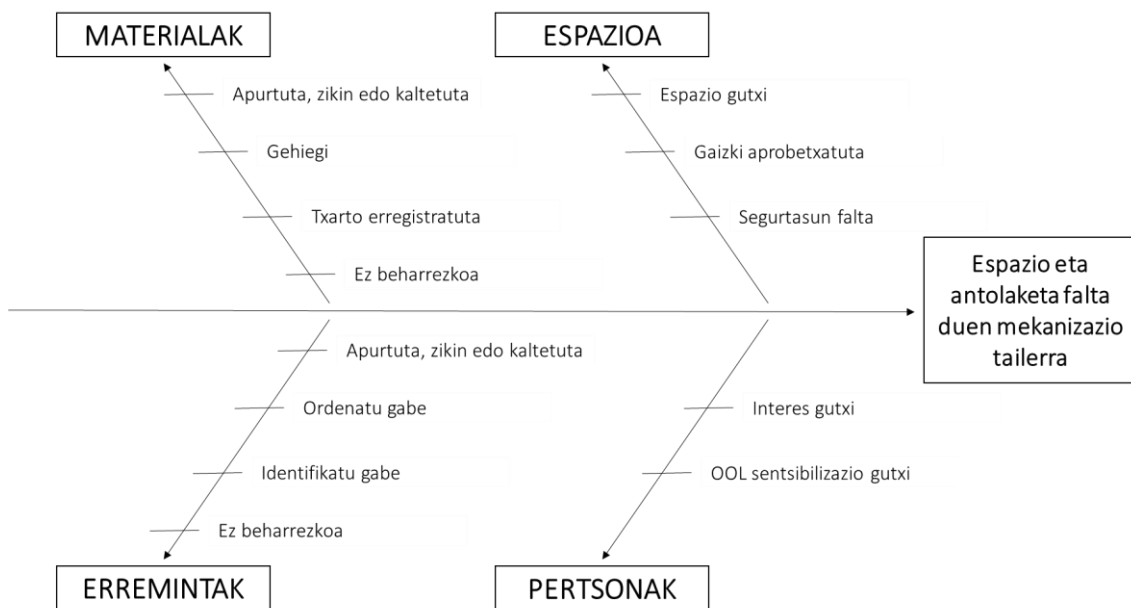 MATERIALAK
ESPAZIOA
Apurtuta, zikin edo kaltetuta
Espazio gutxi
Gehiegi
Gaizki aprobetxatuta
Txarto erregistratuta
Segurtasun falta
Ez beharrezkoa
Espazio eta
antolaketa falta
duen mekanizazio
tailerra
Apurtuta, zikin edo kaltetuta
Ordenatu gabe
Interes gutxi
Identifikatu gabe
OOL sentsibilizazio gutxi
Ez beharrezkoa
ERREMINTAK
PERTSONAK